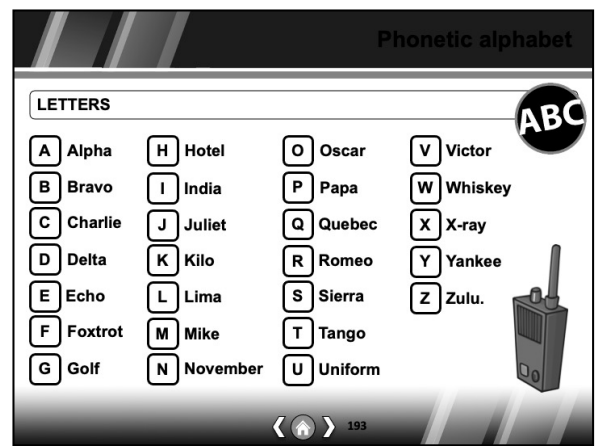 Phonetic alphabet
LETTERS
ABC
A Alpha
B Bravo
C Charlie
D Delta
E Echo
F Foxtrot
G Golf
H Hotel
I India
J Juliet
K Kilo
L Lima
M Mike
N November
O Oscar
P Papa
Q Quebec
R Romeo
S Sierra
T Tango
U Uniform
V Victor
W Whiskey
X X-ray
Y Yankee
Z Zulu.
193